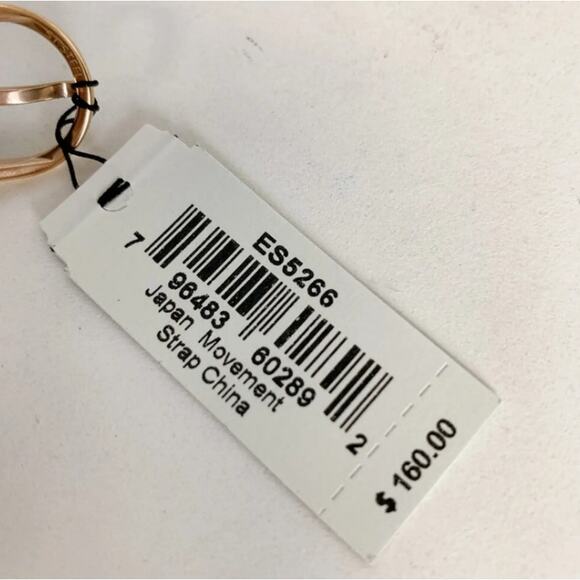 ES5266
7 96483 60289 2
Japan Movement
Strap China
$ 160.00